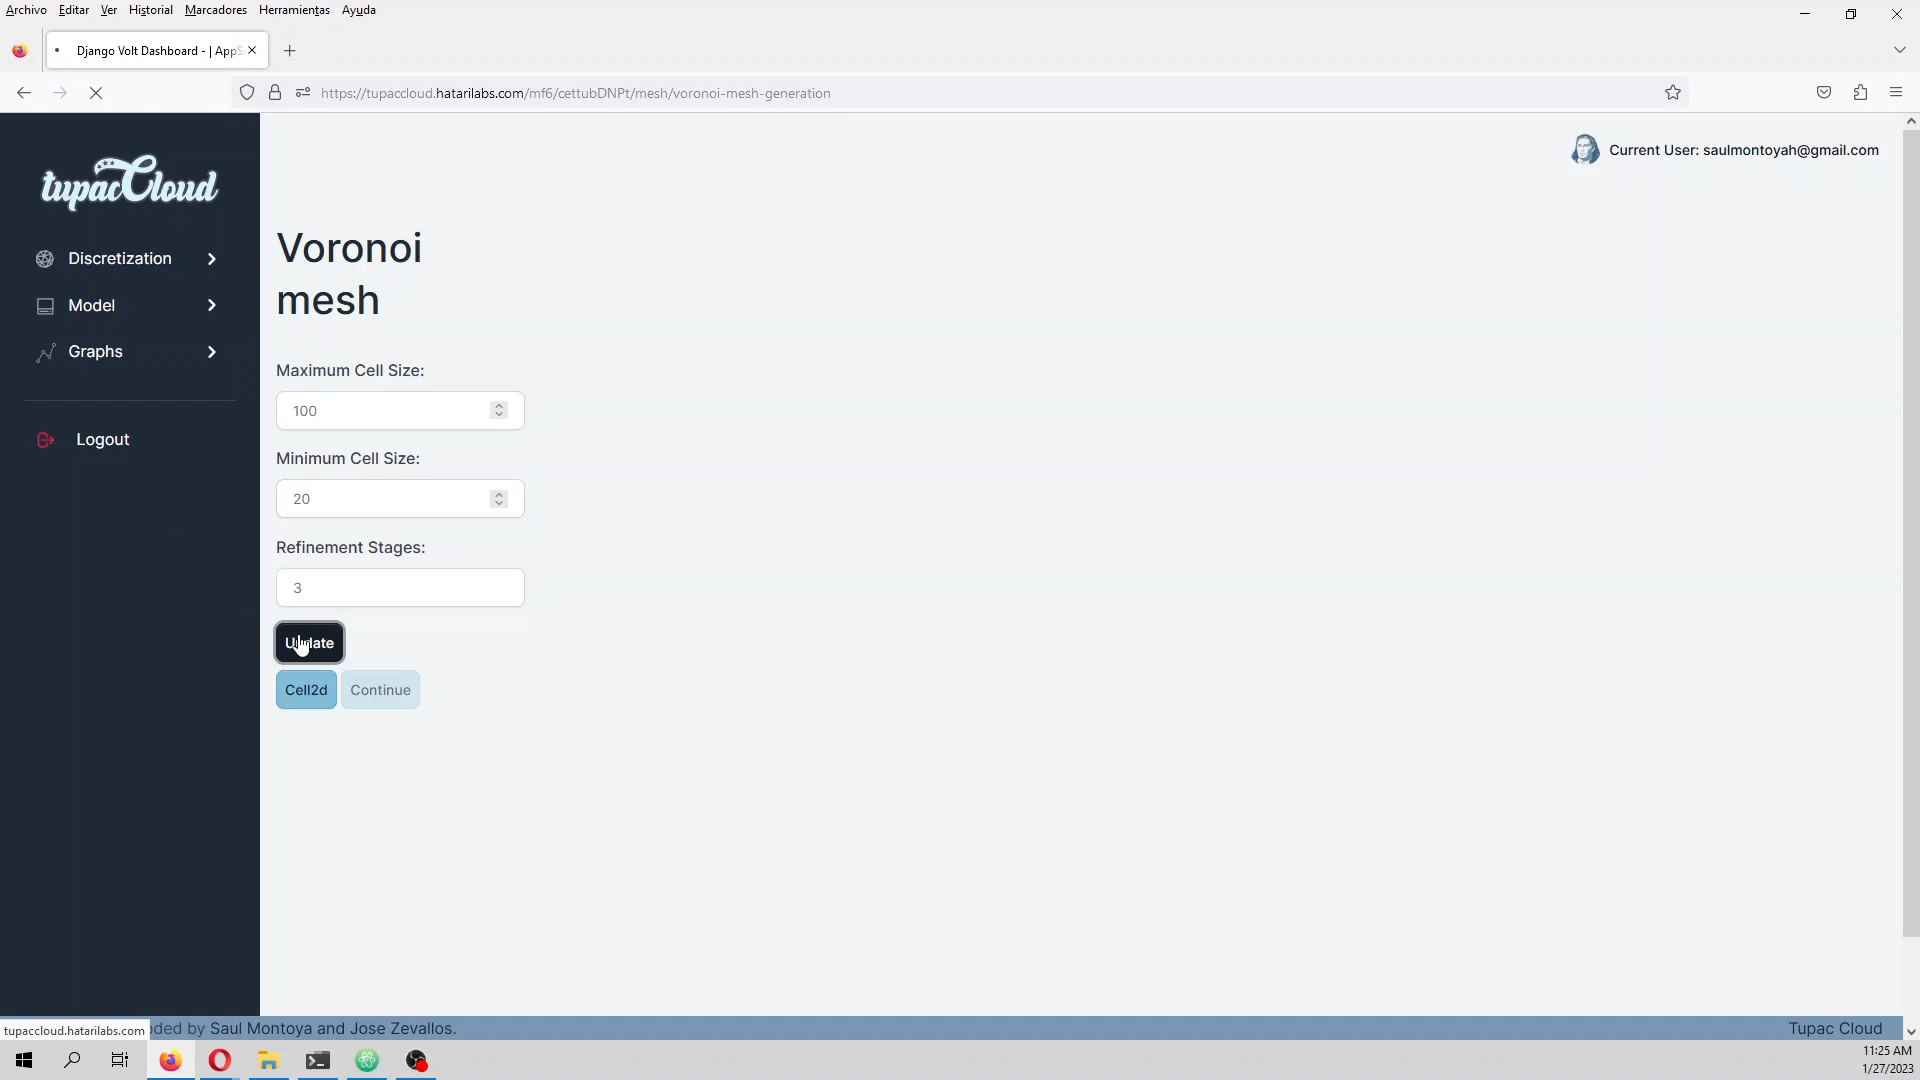 Archivo Editar Ver Historial Marcadores Herramientas Ayuda
Django Volt Dashboard - | AppS
https://tupaccloud.hatarilabs.com/mf6/cettubDNPt/mesh/voronoi-mesh-generation
tupacCloud
Current User: saulmontoyah@gmail.com
Discretization
Model
Graphs
Logout
Voronoi
mesh
Maximum Cell Size:
100
Minimum Cell Size:
20
Refinement Stages:
3
Update
Cell2d Continue
tupaccloud.hatarilabs.com
ded by Saul Montoya and Jose Zevallos.
Tupac Cloud
11:25 AM
1/27/2023